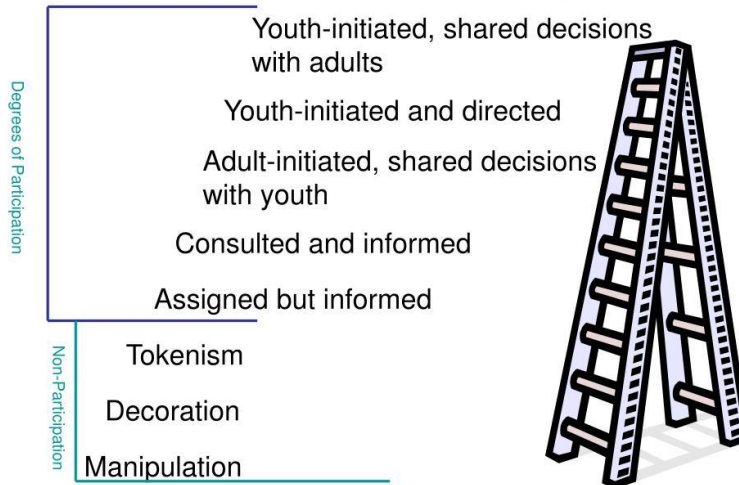 Youth-initiated, shared decisions
with adults
Youth-initiated and directed
Adult-initiated, shared decisions
with youth
Consulted and informed
Assigned but informed
Degrees of Participation
Tokenism
Decoration
Manipulation
Non-Participation